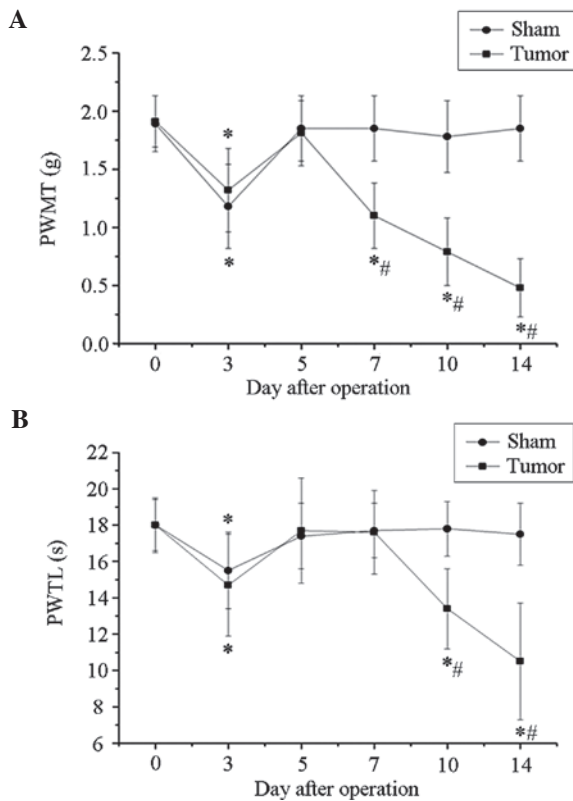 A
Sham
Tumor
2.5
2.0
1.5
1.0
0.5
0.0
PWMT (g)
*
*
*#
*#
*#
0 3 5 7 10 14
Day after operation
B
Sham
Tumor
22
20
18
16
14
12
10
8
6
PWTL (s)
*
*
*#
*#
0 3 5 7 10 14
Day after operation